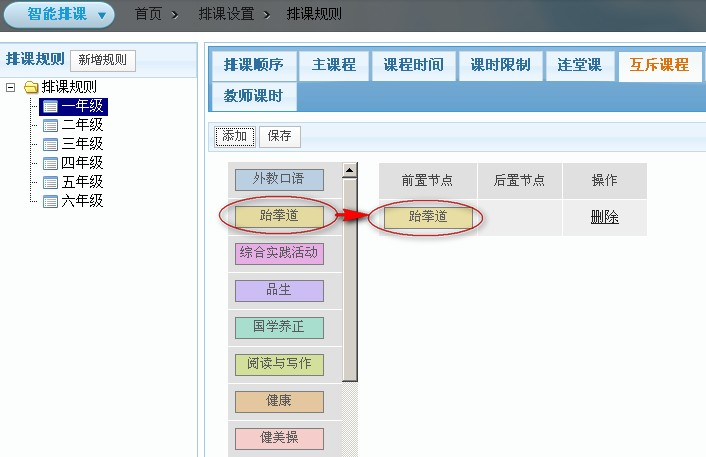 智能排课 首页 排课设置 排课规则
排课规则 新增规则
排课规则
一年级
二年级
三年级
四年级
五年级
六年级
排课顺序 主课程 课程时间 课时限制 连堂课 互斥课程
教师课时
添加 保存
外教口语
跆拳道
综合实践活动
品生
国学养正
阅读与写作
健康
健美操
前置节点 后置节点 操作
跆拳道 删除